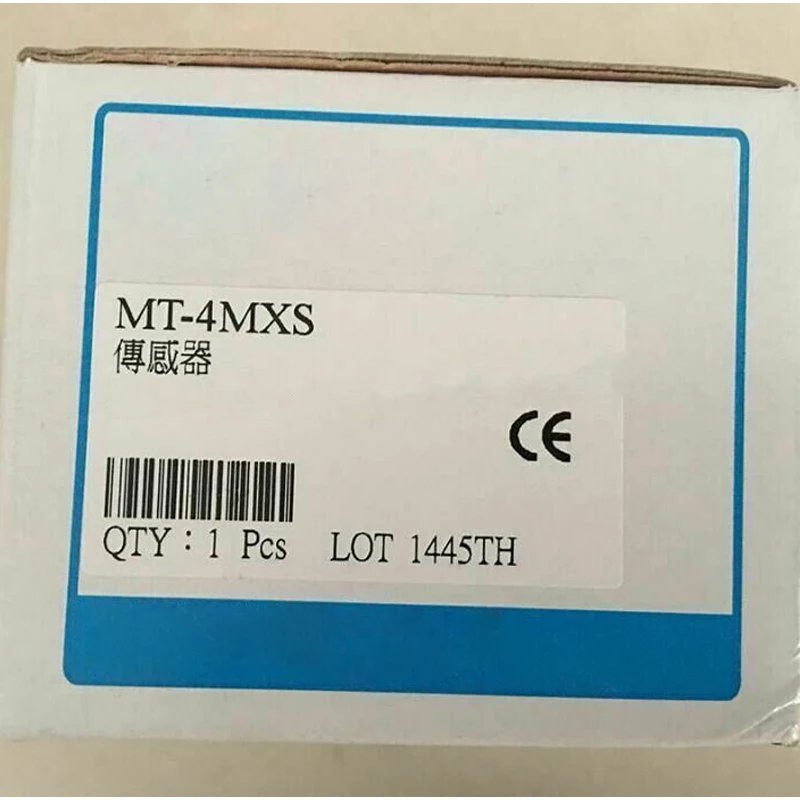 MT-4MXS
傳感器
CE
QTY：1 Pcs LOT 1445TH